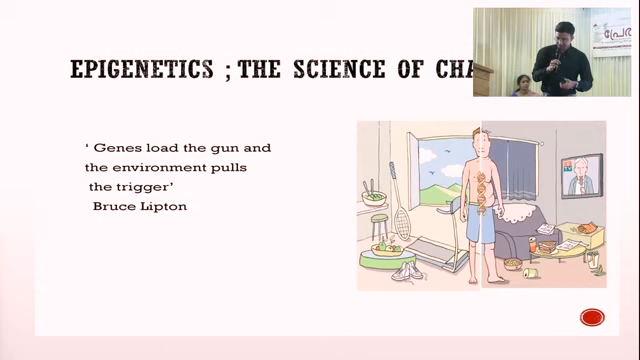 EPIGENETICS ; THE SCIENCE OF CHA
‘ Genes load the gun and
the environment pulls
the trigger’
Bruce Lipton